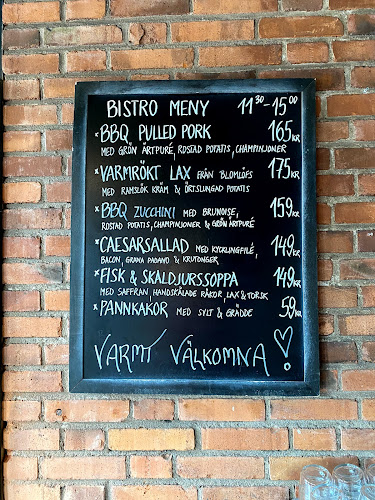 BISTRO MENY 11³⁰-15⁰⁰
*BBQ PULLED PORK 165KR
MED GRÖN ÄRTPURÉ, ROSTAD POTATIS, CHAMPINJONER
*VARMRÖKT LAX FRÅN BLOMLÖFS 175KR
MED RAMSLÖK KRÄM & ÖRTSLUNGAD POTATIS
*BBQ ZUCCHINI MED BRUNOISE, 159KR
ROSTAD POTATIS, CHAMPINJONER & GRÖN ÄRTPURÉ
*CAESARSALLAD MED KYCKLINGFILÉ, 149KR
BACON, GRANA PADANO & KRUTONGER
*FISK & SKALDJURSSOPPA 149KR
MED SAFFRAN, HANDSKALADE RÄKOR, LAX & TORSK
*PANNKAKOR MED SYLT & GRÄDDE 59KR
VARMT VÄLKOMNA!